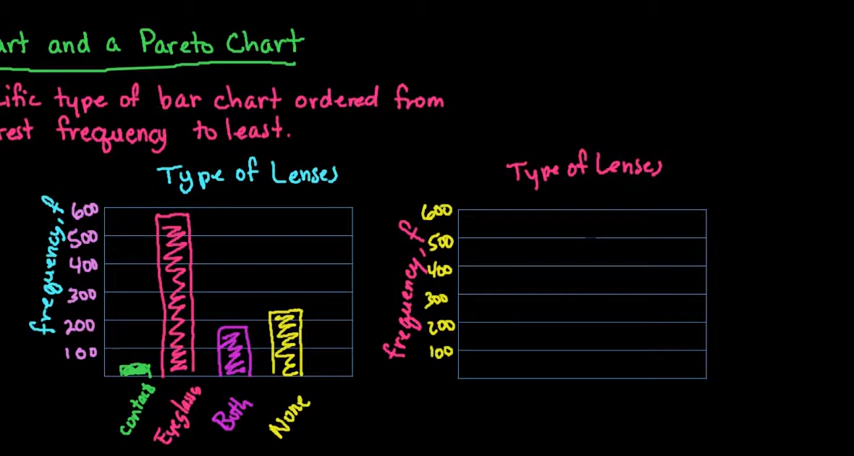 art and a Pareto Chart
ific type of bar chart ordered from
rest frequency to least.
Type of Lenses
frequency, f
600
500
400
300
200
100
contact
Eyeglass
Both
None
Type of Lenses
frequency, f
600
500
400
300
200
100